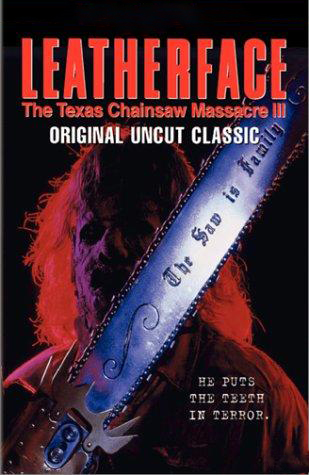 LEATHERFACE
The Texas Chainsaw Massacre III
ORIGINAL UNCUT CLASSIC
The Saw is Family
HE PUTS
THE TEETH
IN TERROR.